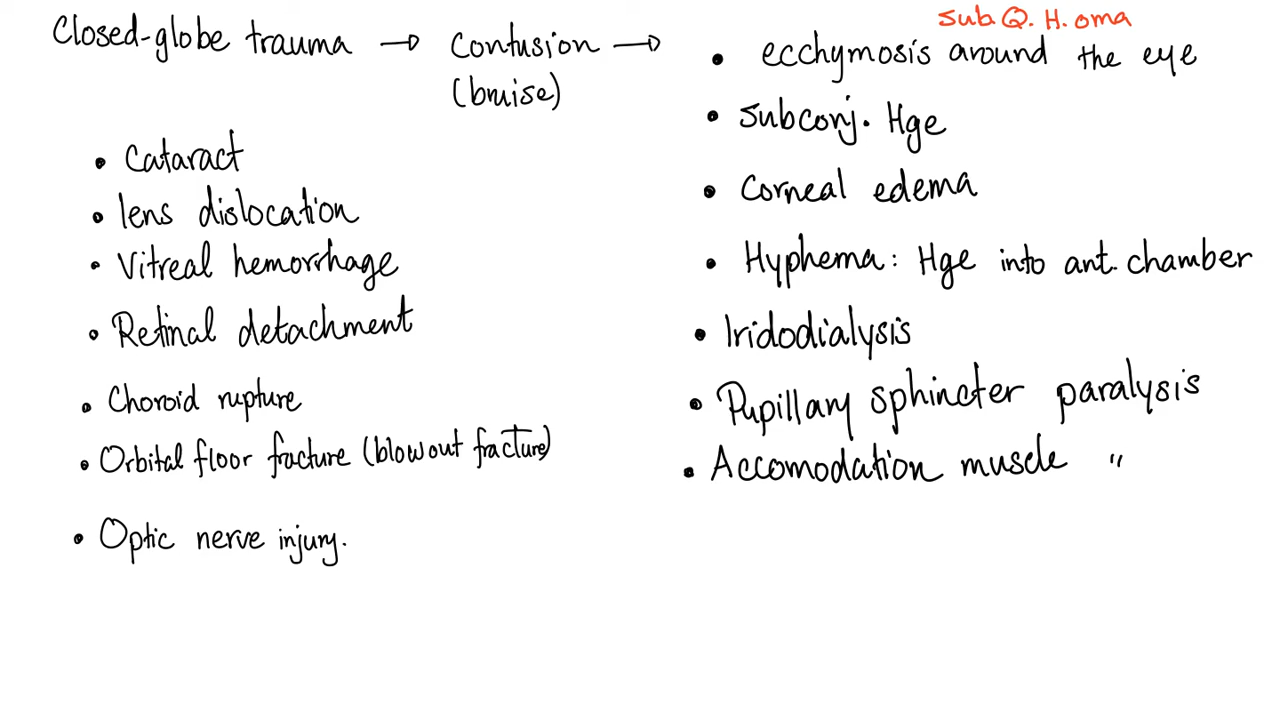 Closed-globe trauma → Contusion →
(bruise)
SubQ. H. oma
• ecchymosis around the eye
• Subconj. Hge
• Corneal edema
• Hyphema: Hge into ant. chamber
• Iridodialysis
• Pupillary sphincter paralysis
• Accomodation muscle "
• Cataract
• lens dislocation
• Vitreal hemorrhage
• Retinal detachment
• Choroid rupture
• Orbital floor fracture (blowout fracture)
• Optic nerve injury.